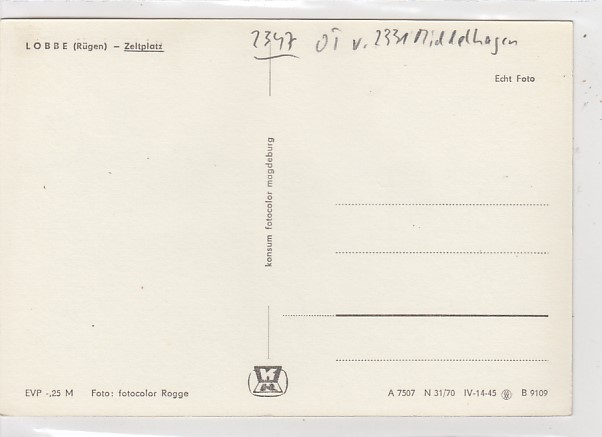 2347 OT v. 2331 Middelhagen
LOBBE (Rügen) – Zeltplatz
Echt Foto
konsum fotocolor magdeburg
EVP -,25 M Foto: fotocolor Rogge
A 7507 N 31/70 IV-14-45 B 9109